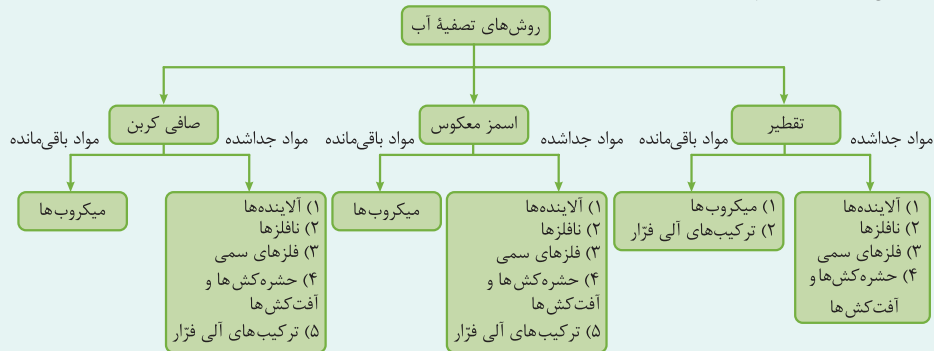 روش‌های تصفیهٔ آب
تقطیر
مواد جداشده
مواد باقی‌مانده
۱) آلاینده‌ها
۲) نافلزها
۳) فلزهای سمی
۴) حشره‌کش‌ها و
آفت‌کش‌ها
۱) میکروب‌ها
۲) ترکیب‌های آلی فرّار
اسمز معکوس
مواد جداشده
مواد باقی‌مانده
۱) آلاینده‌ها
۲) نافلزها
۳) فلزهای سمی
۴) حشره‌کش‌ها و
آفت‌کش‌ها
۵) ترکیب‌های آلی فرّار
میکروب‌ها
صافی کربن
مواد جداشده
مواد باقی‌مانده
۱) آلاینده‌ها
۲) نافلزها
۳) فلزهای سمی
۴) حشره‌کش‌ها و
آفت‌کش‌ها
۵) ترکیب‌های آلی فرّار
میکروب‌ها